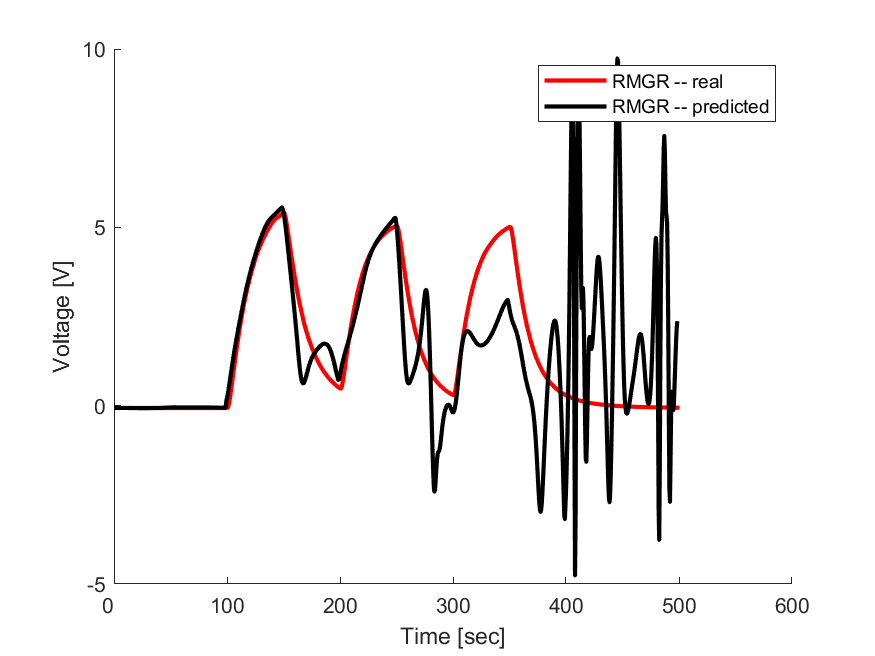 10
5
0
-5
Voltage [V]
RMGR -- real
RMGR -- predicted
0 100 200 300 400 500 600
Time [sec]